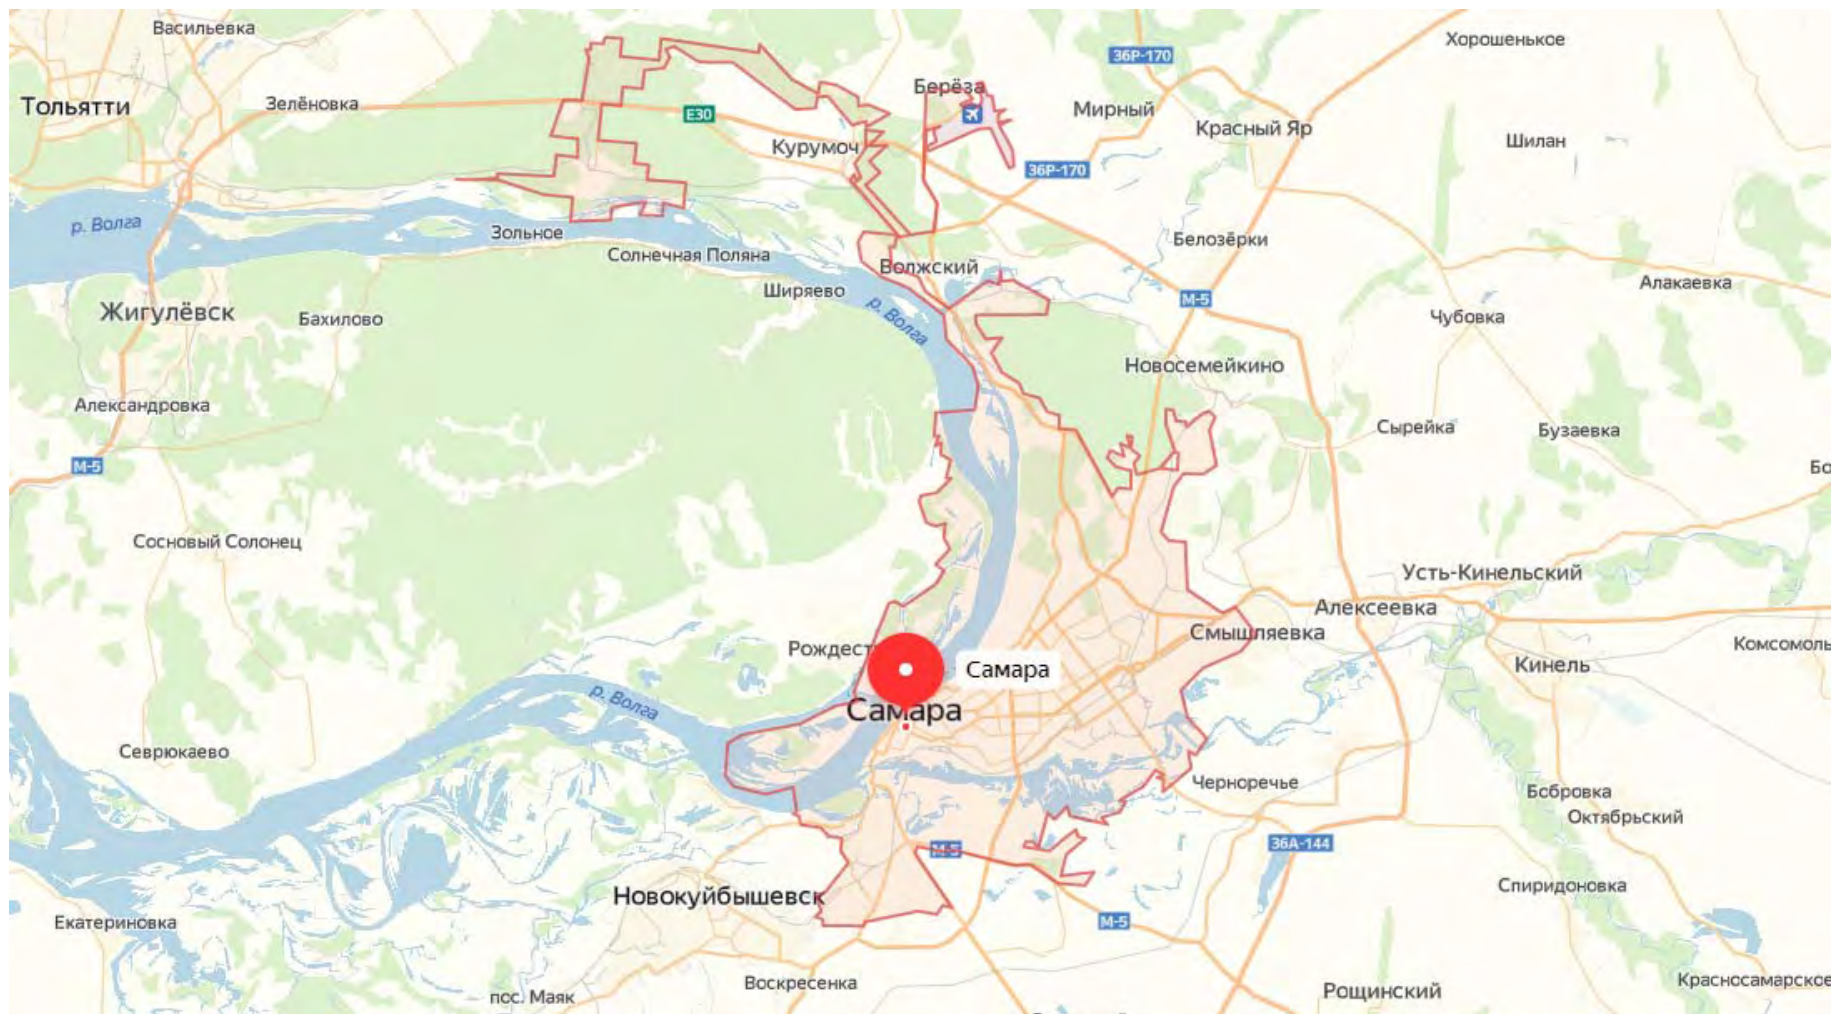 Васильевка
Хорошенькое
36Р-170
Тольятти
Зелёновка
E30
Берёза
Мирный
Красный Яр
Шилан
Курумоч
36Р-170
р. Волга
Зольное
Солнечная Поляна
Белозёрки
Волжский
Ширяево
М-5
Алакаевка
р. Волга
Жигулёвск
Бахилово
Чубовка
Новосемейкино
Александровка
Сырейка
Бузаевка
М-5
Бо
Сосновый Солонец
Усть-Кинельский
Алексеевка
Смышляевка
Рождест
Комсомоль
Кинель
Самара
р. Волга
Самара
Севрюкаево
Черноречье
Бобровка
Октябрьский
М-5
36А-144
Новокуйбышевск
Спиридоновка
Екатериновка
М-5
Воскресенка
пос. Маяк
Рощинский
Красносамарское